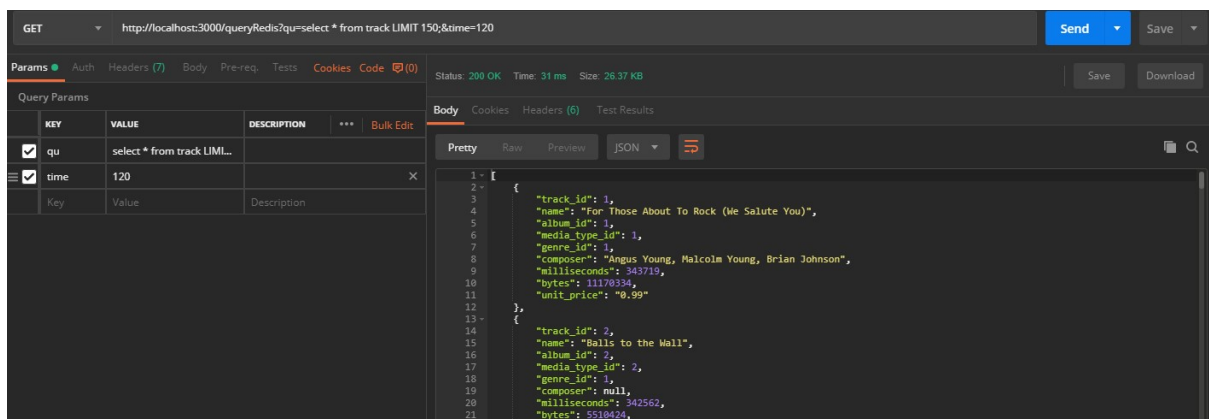 GET http://localhost:3000/queryRedis?qu=select * from track LIMIT 150;&time=120 Send Save
Params Auth Headers (7) Body Pre-req. Tests Cookies Code (0)
Query Params
KEY VALUE DESCRIPTION ••• Bulk Edit
qu select * from track LIMI...
time 120
Key Value Description
Status: 200 OK Time: 31 ms Size: 26.37 KB Save Download
Body Cookies Headers (6) Test Results
Pretty Raw Preview JSON
1 [
2 {
3 "track_id": 1,
4 "name": "For Those About To Rock (We Salute You)",
5 "album_id": 1,
6 "media_type_id": 1,
7 "genre_id": 1,
8 "composer": "Angus Young, Malcolm Young, Brian Johnson",
9 "milliseconds": 343719,
10 "bytes": 11170334,
11 "unit_price": "0.99"
12 },
13 {
14 "track_id": 2,
15 "name": "Balls to the Wall",
16 "album_id": 2,
17 "media_type_id": 2,
18 "genre_id": 1,
19 "composer": null,
20 "milliseconds": 342562,
21 "bytes": 5510424,